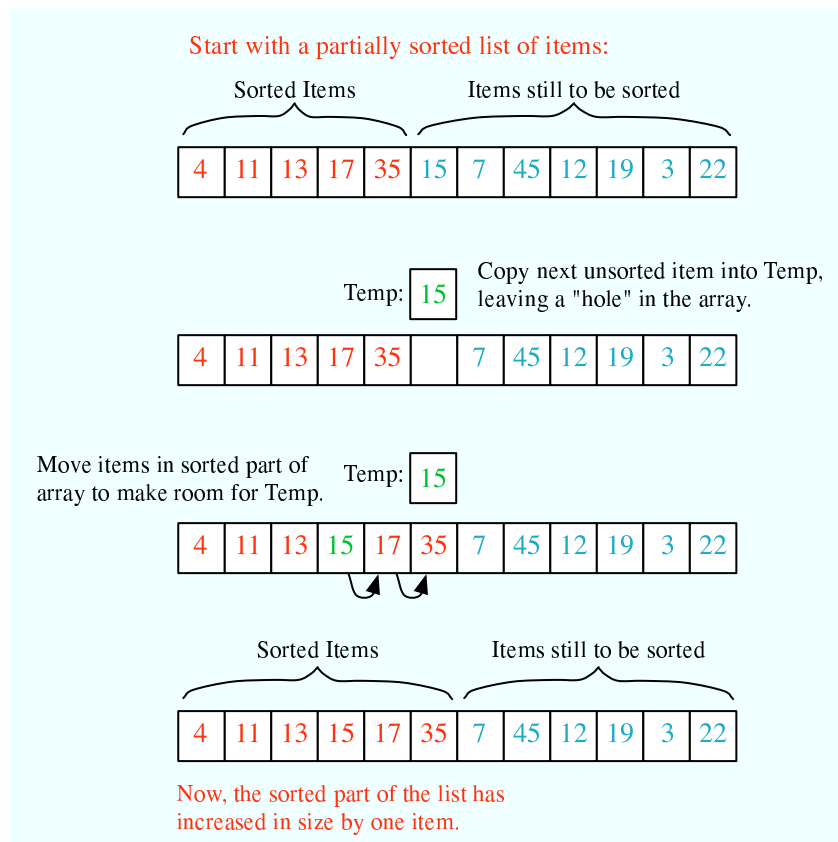 Start with a partially sorted list of items:
Sorted Items Items still to be sorted
4 11 13 17 35 15 7 45 12 19 3 22
Temp: 15
Copy next unsorted item into Temp,
leaving a "hole" in the array.
4 11 13 17 35 7 45 12 19 3 22
Move items in sorted part of
array to make room for Temp.
Temp: 15
4 11 13 15 17 35 7 45 12 19 3 22
Sorted Items Items still to be sorted
4 11 13 15 17 35 7 45 12 19 3 22
Now, the sorted part of the list has
increased in size by one item.